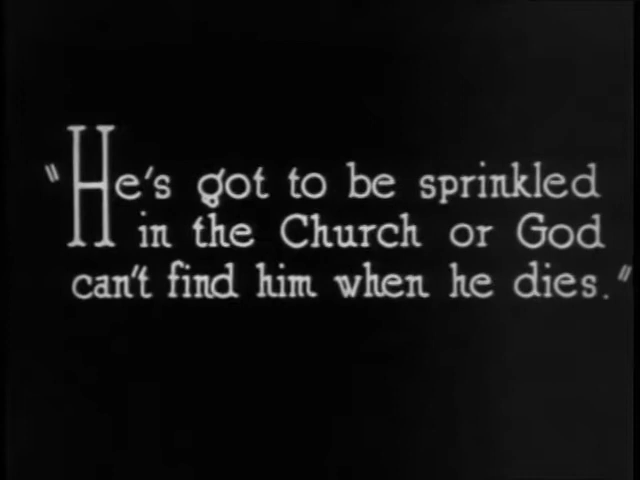 "He's got to be sprinkled
in the Church or God
can't find him when he dies."